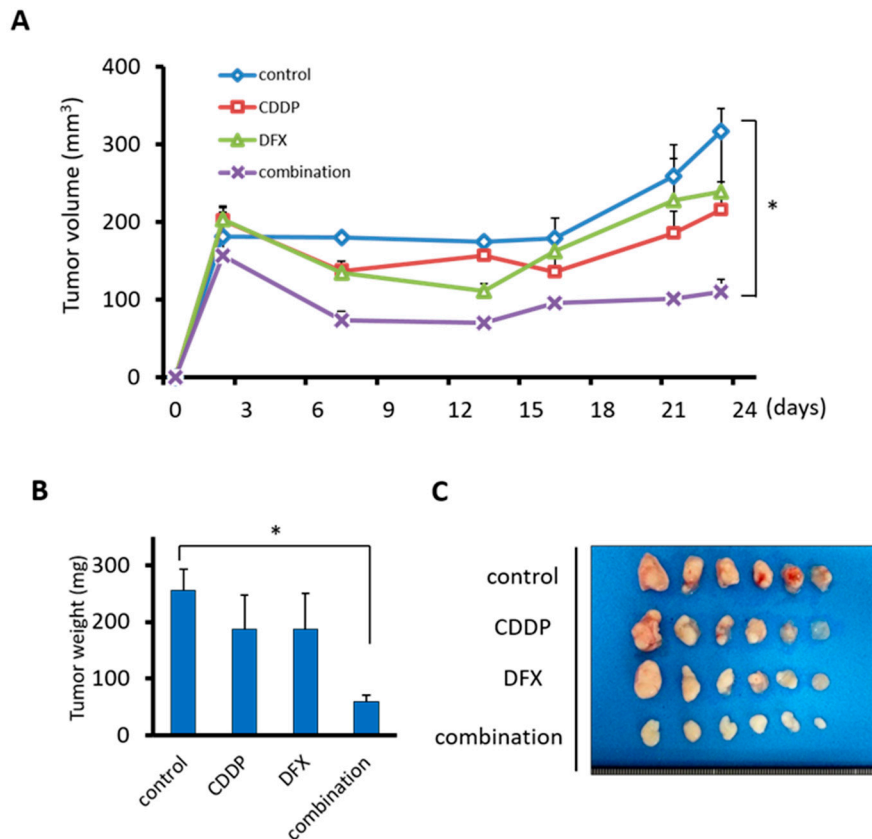 A
400
300
200
100
0
Tumor volume (mm³)
control
CDDP
DFX
combination
*
0 3 6 9 12 15 18 21 24 (days)
B
*
300
200
100
0
Tumor weight (mg)
control
CDDP
DFX
combination
C
control
CDDP
DFX
combination